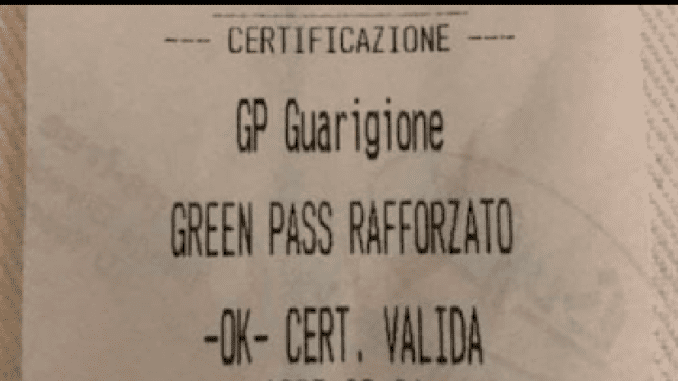 --- CERTIFICAZIONE ---
GP Guarigione
GREEN PASS RAFFORZATO
-OK- CERT. VALIDA